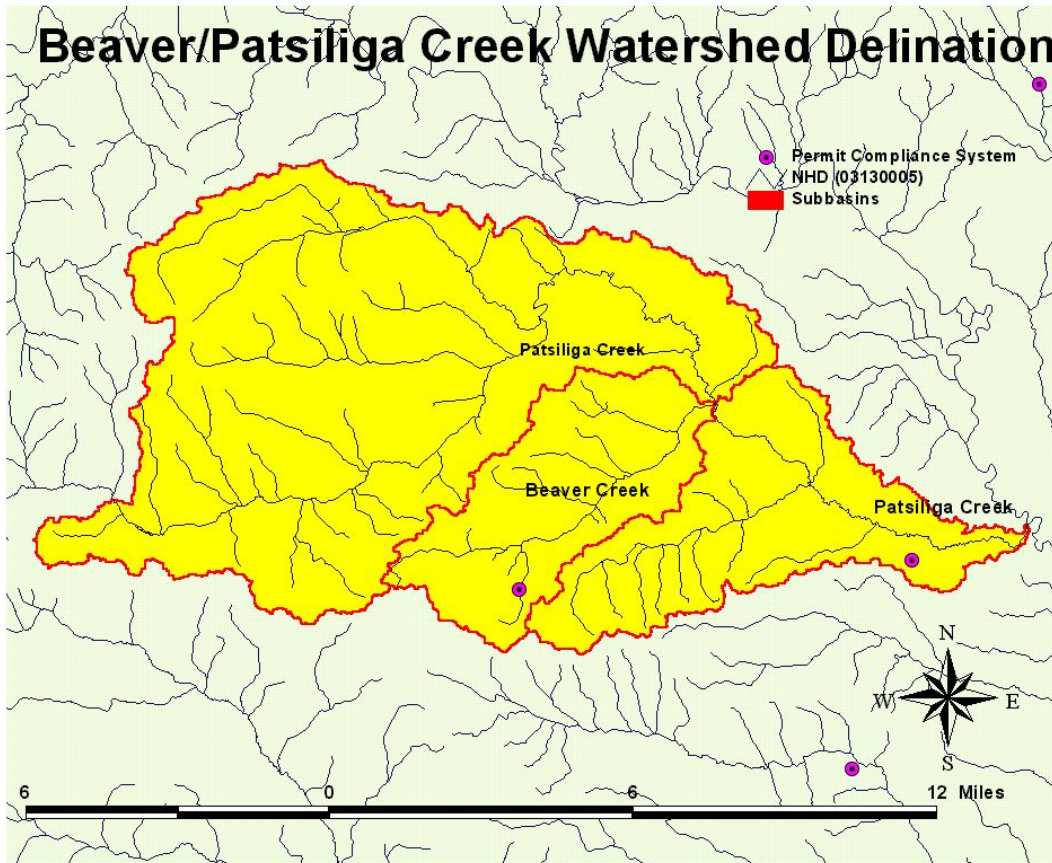 Beaver/Patsiliga Creek Watershed Delination
Permit Compliance System
NHD (03130005)
Subbasins
Patsiliga Creek
Beaver Creek
Patsiliga Creek
N
W E
S
6 0 6 12 Miles